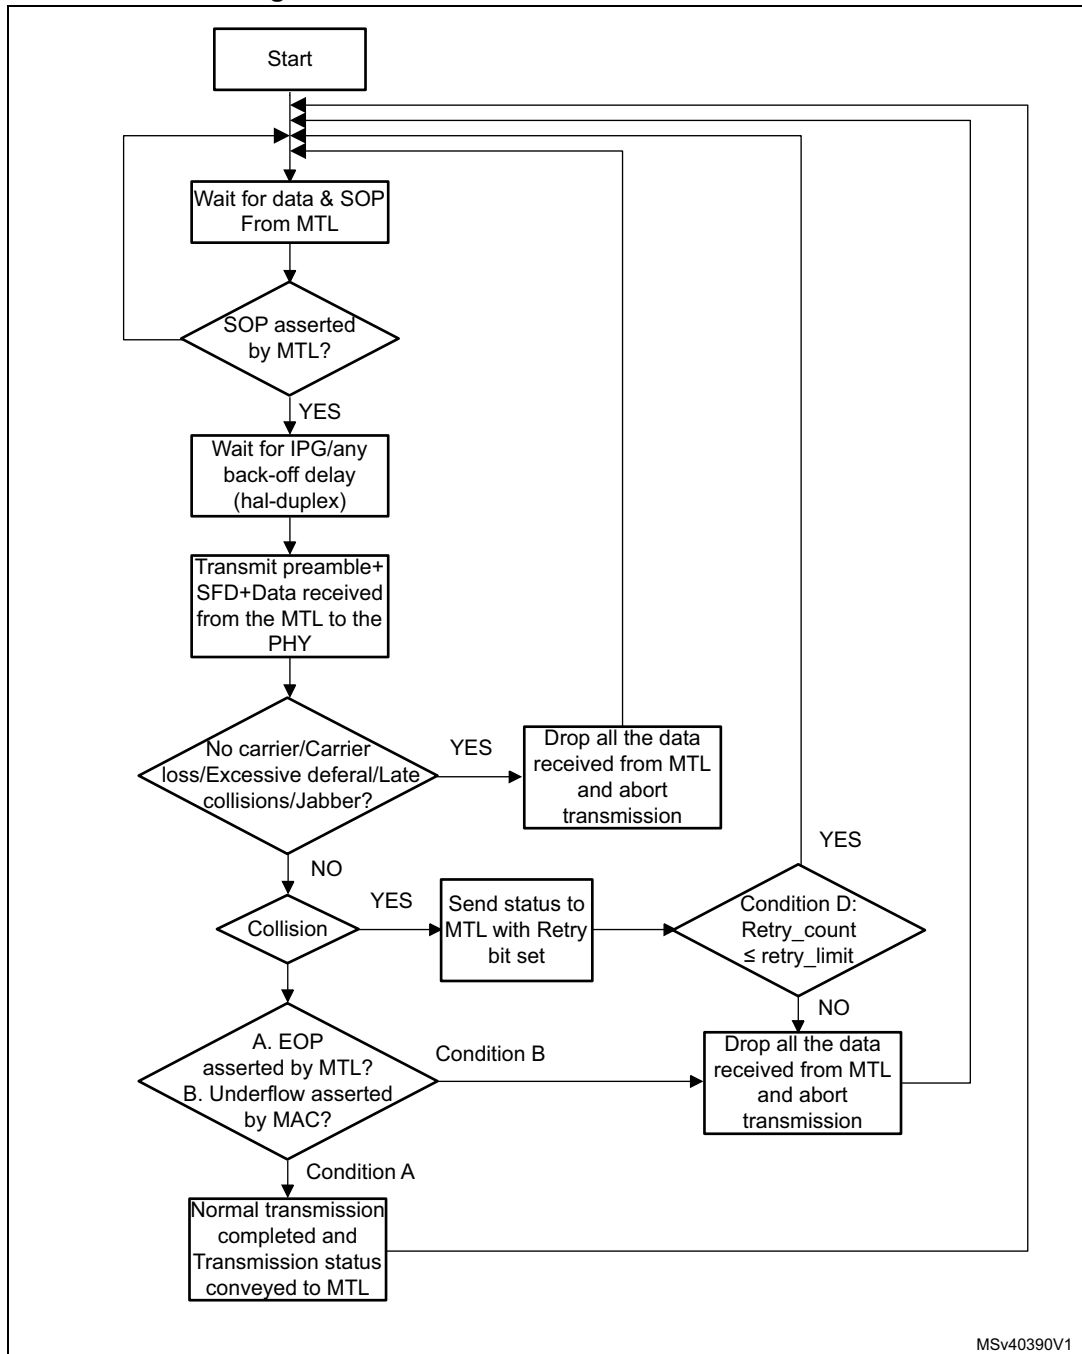 Start
Wait for data & SOP
From MTL
SOP asserted
by MTL?
YES
Wait for IPG/any
back-off delay
(hal-duplex)
Transmit preamble+
SFD+Data received
from the MTL to the
PHY
No carrier/Carrier
loss/Excessive deferal/Late
collisions/Jabber?
YES
Drop all the data
received from MTL
and abort
transmission
NO
Collision
YES
Send status to
MTL with Retry
bit set
Condition D:
Retry_count
≤ retry_limit
YES
NO
Drop all the data
received from MTL
and abort
transmission
A. EOP
asserted by MTL?
B. Underflow asserted
by MAC?
Condition B
Condition A
Normal transmission
completed and
Transmission status
conveyed to MTL
MSv40390V1